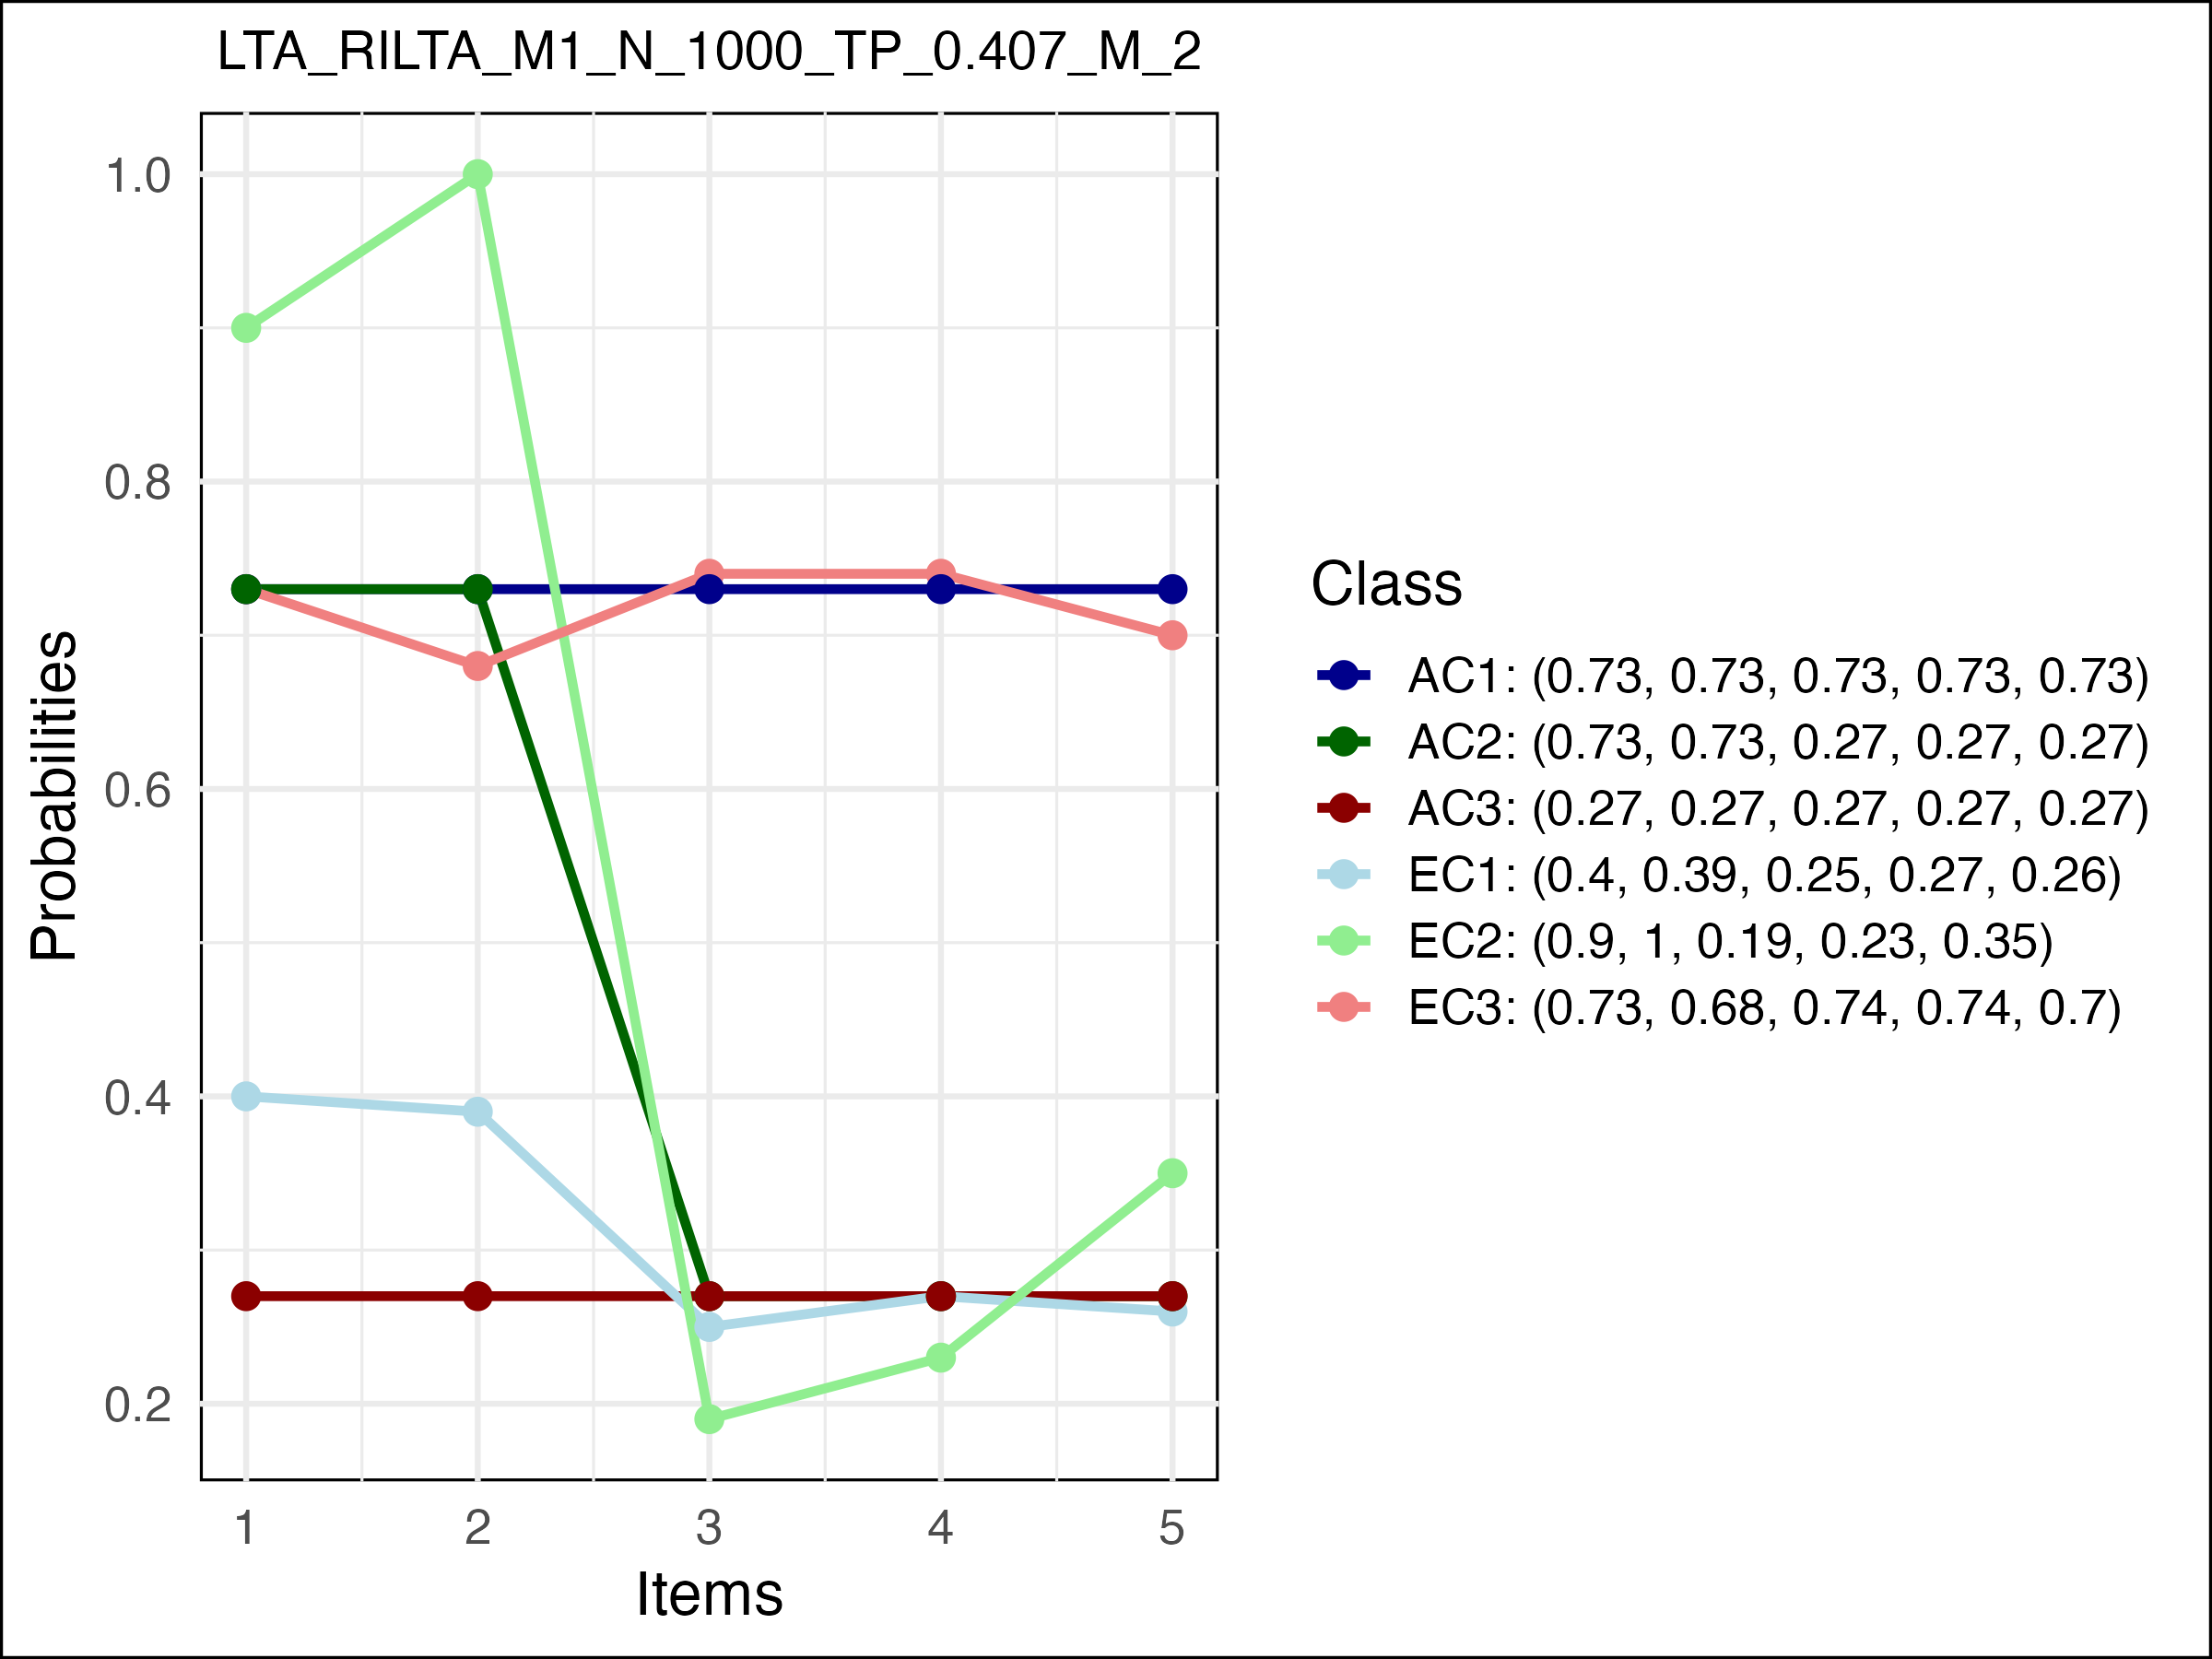 LTA_RILTA_M1_N_1000_TP_0.407_M_2
1.0
0.8
0.6
0.4
0.2
Probabilities
1 2 3 4 5
Items
Class
AC1: (0.73, 0.73, 0.73, 0.73, 0.73)
AC2: (0.73, 0.73, 0.27, 0.27, 0.27)
AC3: (0.27, 0.27, 0.27, 0.27, 0.27)
EC1: (0.4, 0.39, 0.25, 0.27, 0.26)
EC2: (0.9, 1, 0.19, 0.23, 0.35)
EC3: (0.73, 0.68, 0.74, 0.74, 0.7)